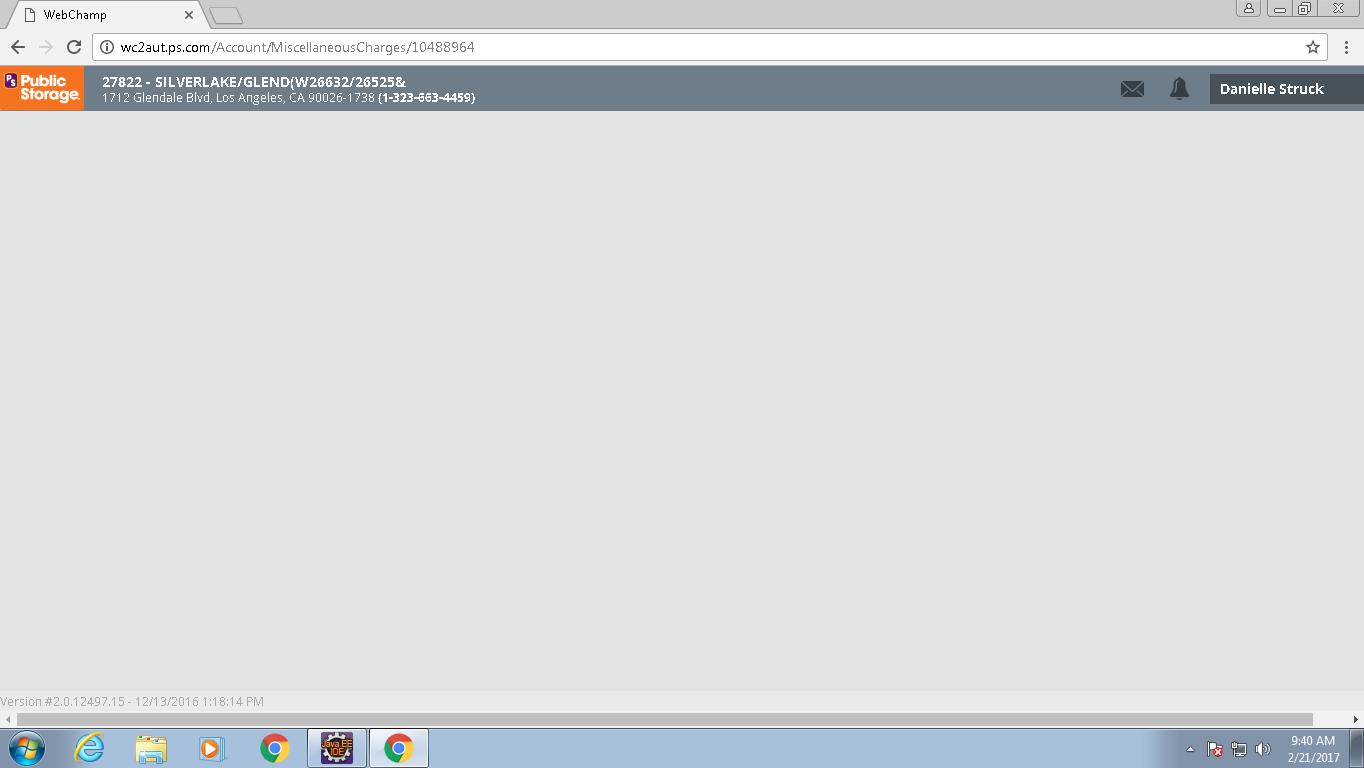 WebChamp
wc2aut.ps.com/Account/MiscellaneousCharges/10488964
PS Public Storage.
27822 - SILVERLAKE/GLEND(W26632/26525&
1712 Glendale Blvd, Los Angeles, CA 90026-1738 (1-323-663-4459)
Danielle Struck
Version #2.0.12497.15 - 12/13/2016 1:18:14 PM
Java EE
IDE
9:40 AM
2/21/2017